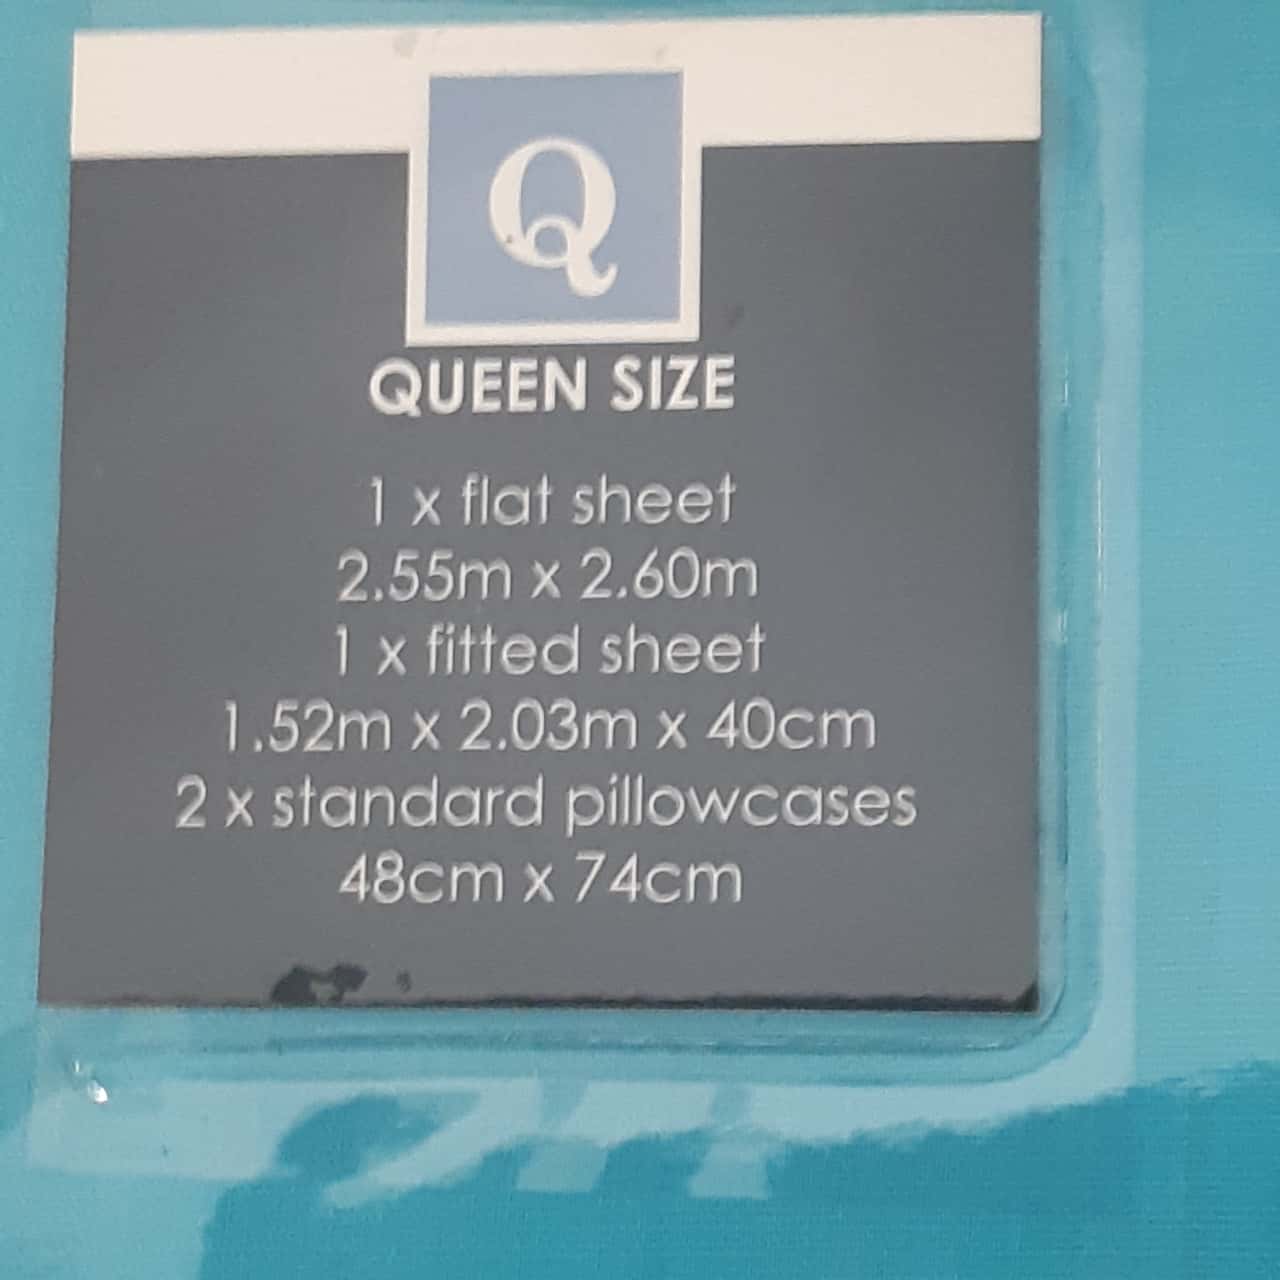 Q
QUEEN SIZE
1 x flat sheet
2.55m x 2.60m
1 x fitted sheet
1.52m x 2.03m x 40cm
2 x standard pillowcases
48cm x 74cm